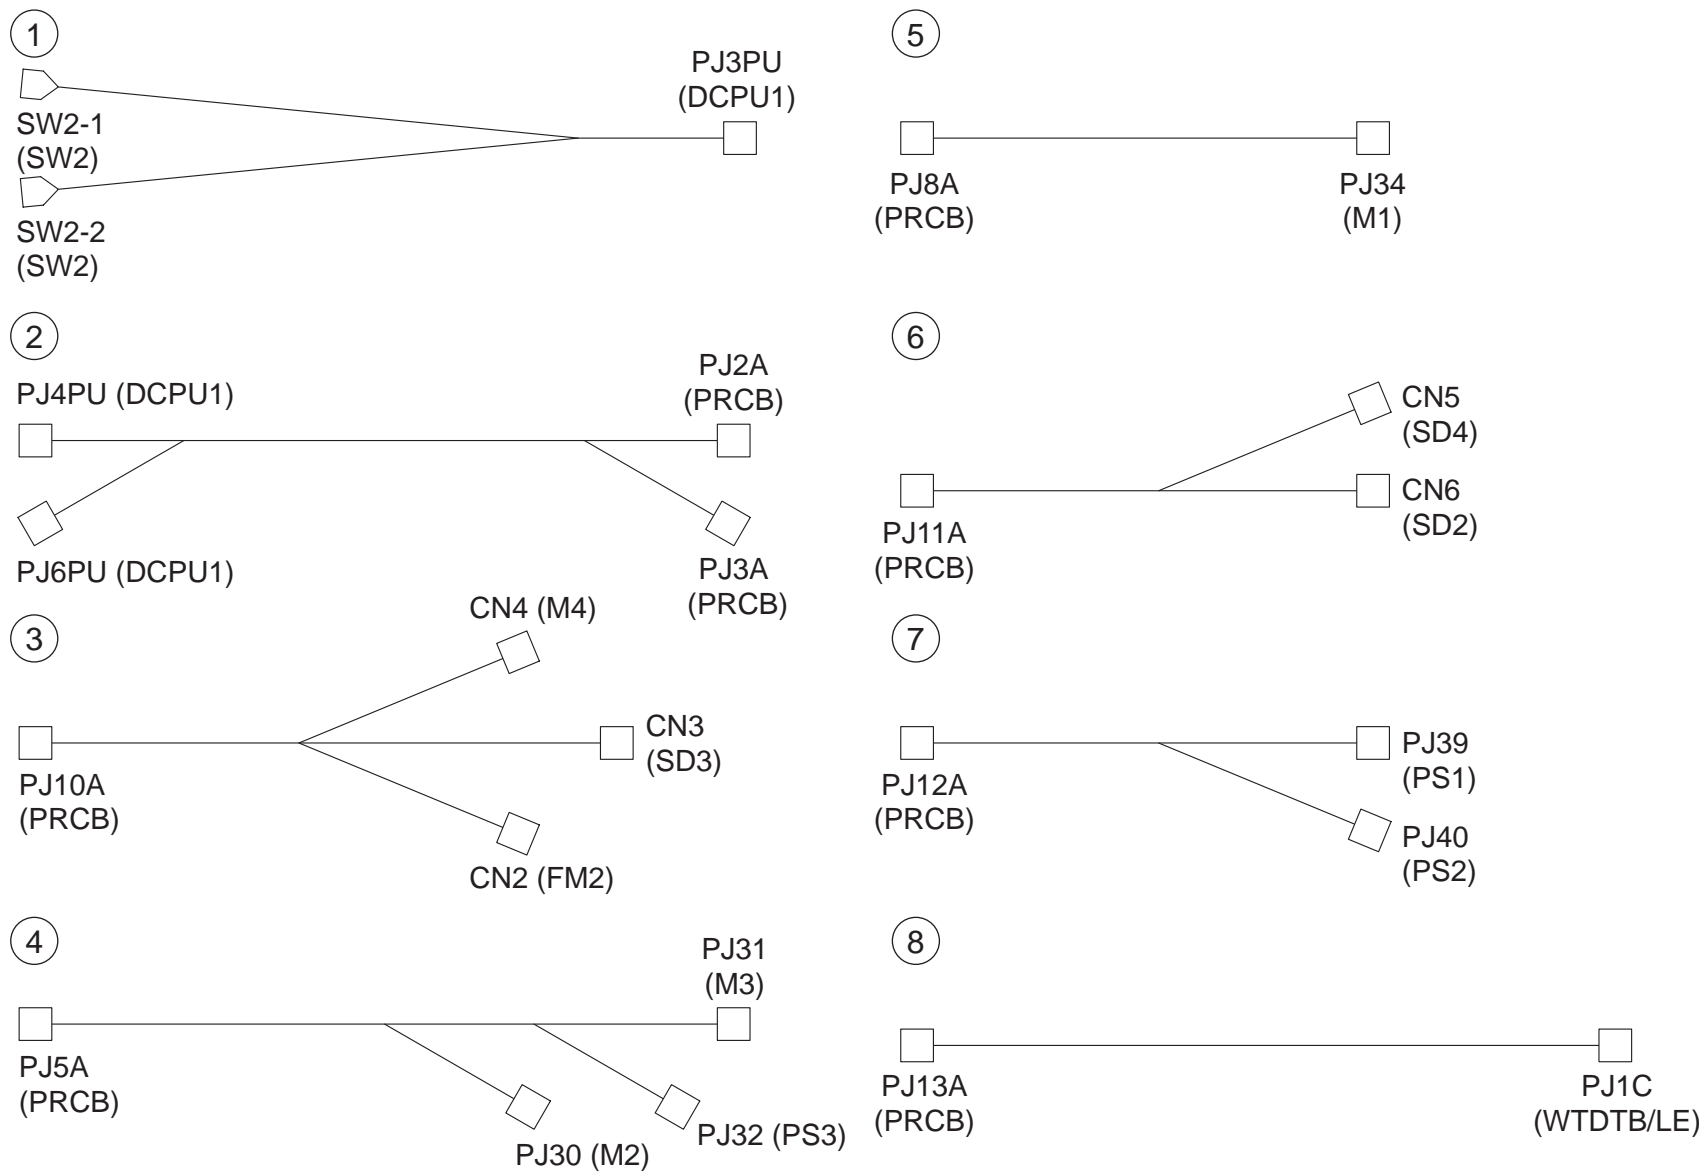 1
PJ3PU
(DCPU1)
SW2-1
(SW2)
SW2-2
(SW2)
2
PJ4PU (DCPU1)
PJ2A
(PRCB)
PJ6PU (DCPU1)
PJ3A
(PRCB)
3
CN4 (M4)
CN3
(SD3)
PJ10A
(PRCB)
CN2 (FM2)
4
PJ31
(M3)
PJ5A
(PRCB)
PJ32 (PS3)
PJ30 (M2)
5
PJ8A
(PRCB)
PJ34
(M1)
6
CN5
(SD4)
CN6
(SD2)
PJ11A
(PRCB)
7
PJ39
(PS1)
PJ12A
(PRCB)
PJ40
(PS2)
8
PJ13A
(PRCB)
PJ1C
(WTDTB/LE)